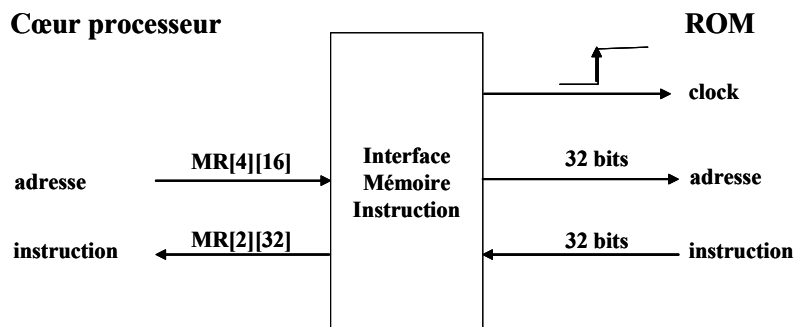 Cœur processeur
ROM
clock
MR[4][16]
Interface
Mémoire
Instruction
32 bits
adresse
adresse
MR[2][32]
32 bits
instruction
instruction